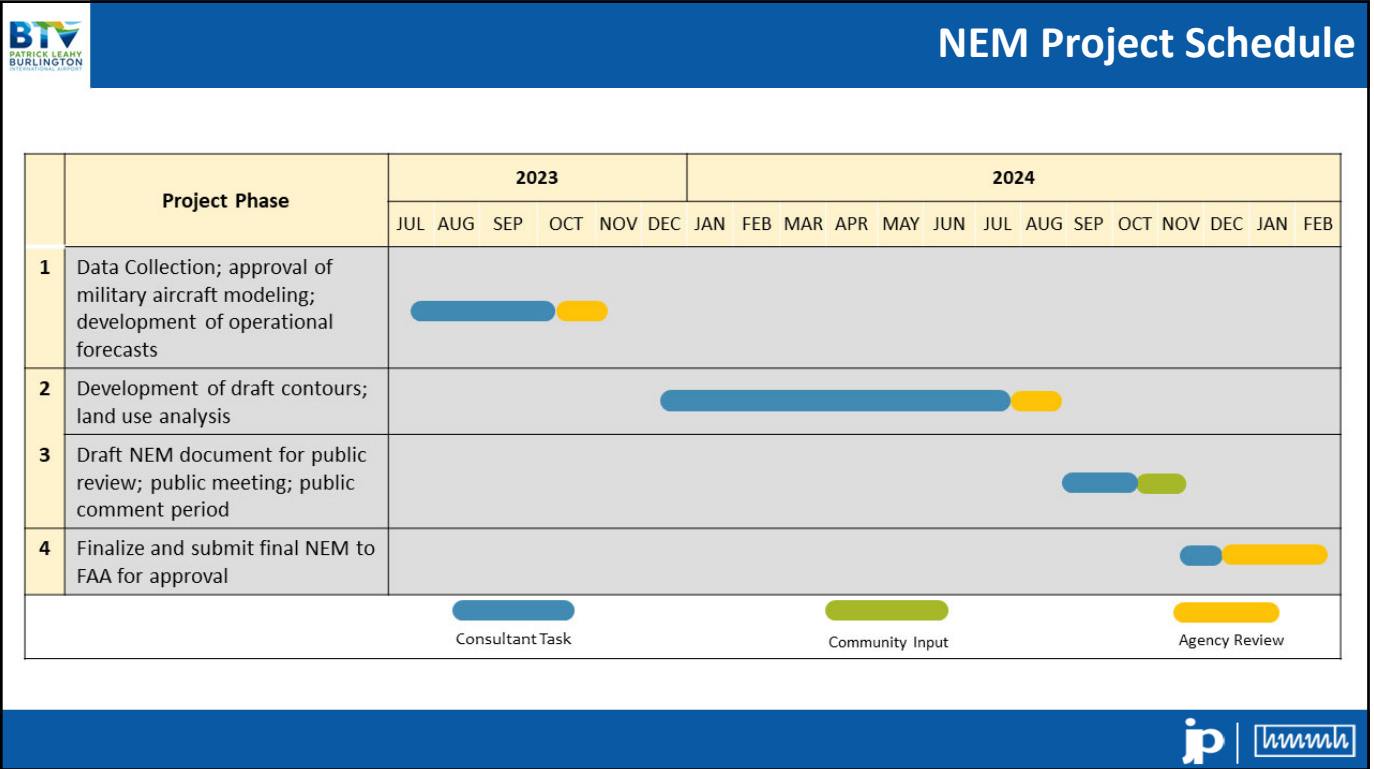 BTV
PATRICK LEAHY
BURLINGTON
INTERNATIONAL AIRPORT
NEM Project Schedule
Project Phase
2023
2024
JUL AUG SEP OCT NOV DEC JAN FEB MAR APR MAY JUN JUL AUG SEP OCT NOV DEC JAN FEB
1
Data Collection; approval of
military aircraft modeling;
development of operational
forecasts
2
Development of draft contours;
land use analysis
3
Draft NEM document for public
review; public meeting; public
comment period
4
Finalize and submit final NEM to
FAA for approval
Consultant Task
Community Input
Agency Review
jp
hmmh